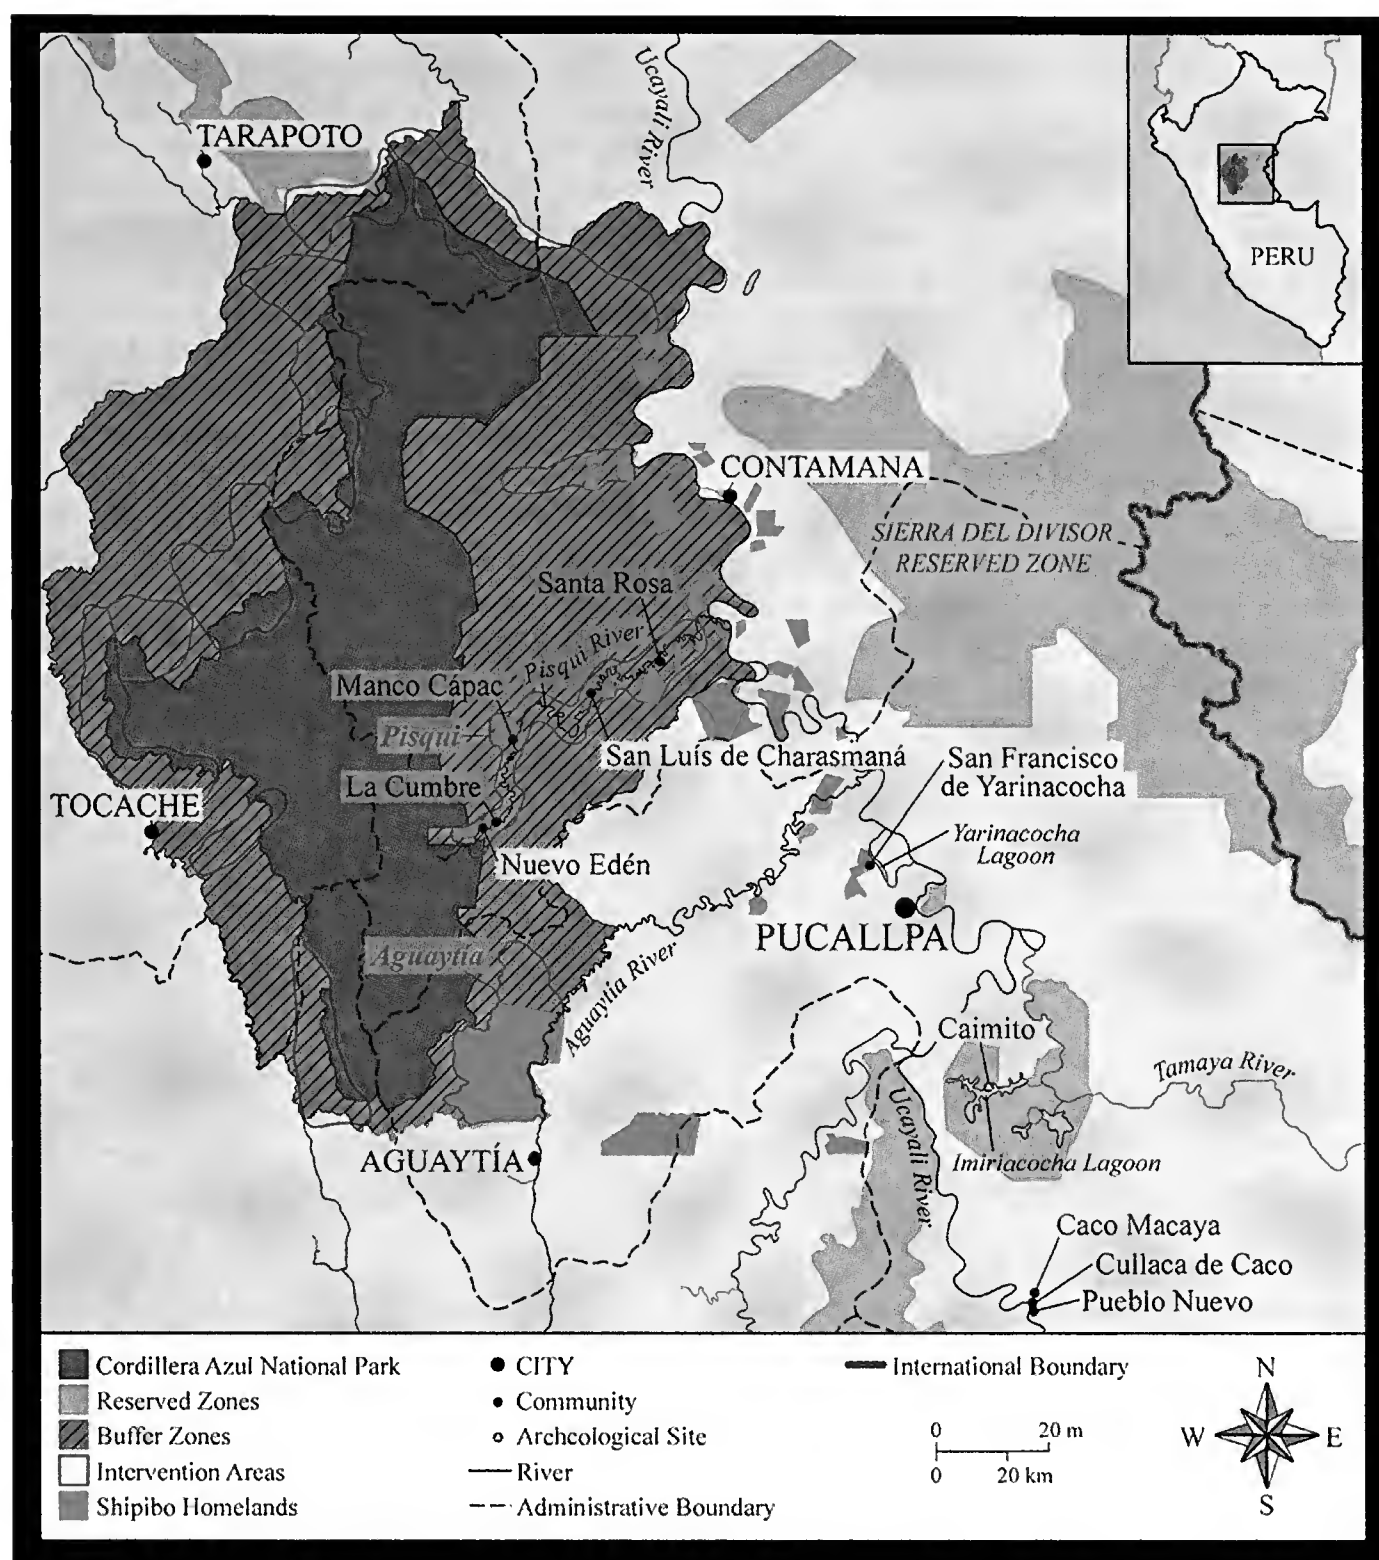 TARAPOTO
Ucayali River
PERU
CONTAMANA
SIERRA DEL DIVISOR
RESERVED ZONE
Santa Rosa
Pisqui River
Manco Cápac
Pisqui
San Luís de Charasmaná
San Francisco
de Yarinacocha
La Cumbre
TOCACHE
Yarinacocha
Lagoon
Nuevo Edén
PUCALLPA
Aguaytía
Aguaytía River
Caimito
Tamaya River
Ucayali River
AGUAYTÍA
Imiriacocha Lagoon
Caco Macaya
Cullaca de Caco
Pueblo Nuevo
Cordillera Azul National Park
Reserved Zones
Buffer Zones
Intervention Areas
Shipibo Homelands
CITY
Community
Archeological Site
River
Administrative Boundary
International Boundary
0 20 m
0 20 km
N
W E
S